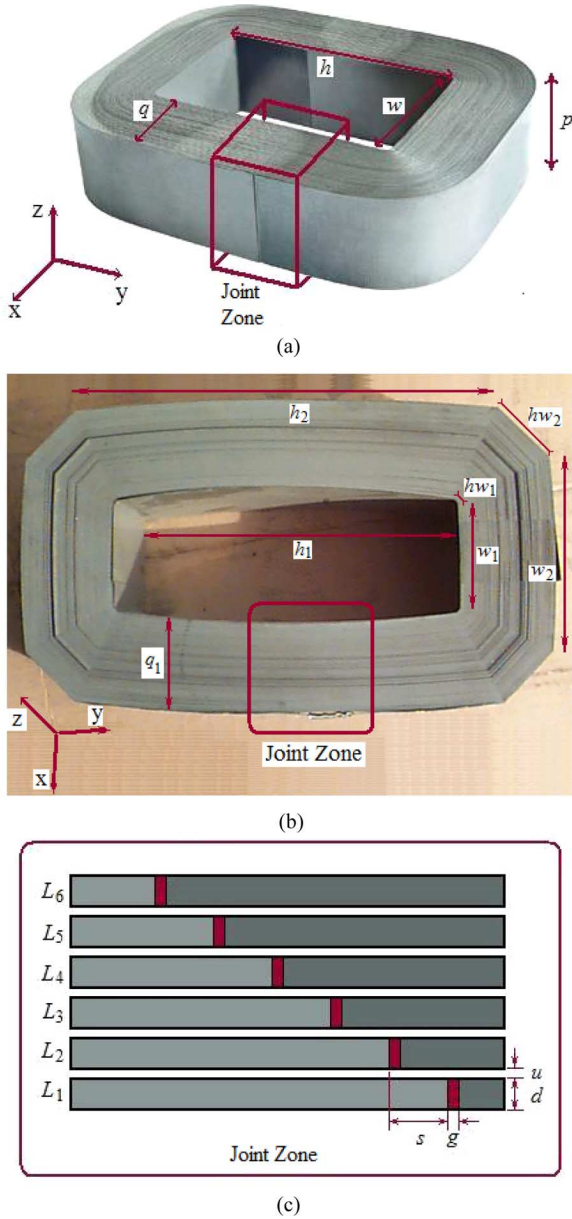 h
w
q
p
z
y
x
Joint
Zone
(a)
h2
hw2
hw1
h1
w1
w2
q1
z
y
x
Joint Zone
(b)
L6
L5
L4
L3
L2
L1
u
d
s
g
Joint Zone
(c)